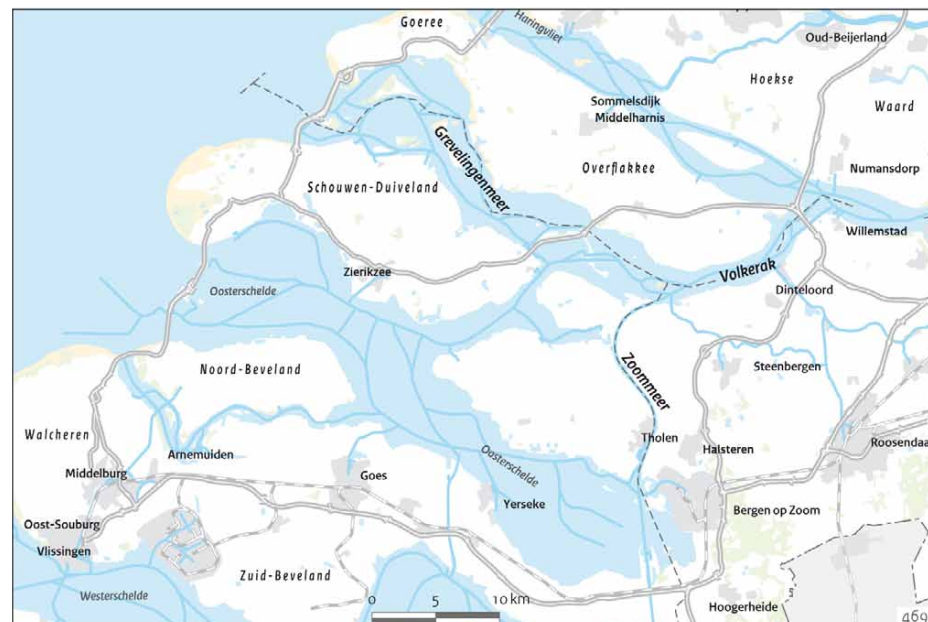 Goeree
Haringvliet
Oud-Beijerland
Hoekse
Waard
Sommelsdijk
Middelharnis
Grevelingenmeer
Overflakkee
Numansdorp
Schouwen-Duiveland
Willemstad
Zierikzee
Volkerak
Oosterschelde
Dinteloord
Noord-Beveland
Zoommeer
Steenbergen
Walcheren
Tholen
Halsteren
Roosendaa
Arnemuiden
Oosterschelde
Middelburg
Goes
Yerseke
Bergen op Zoom
Oost-Souburg
Vlissingen
Zuid-Beveland
Westerschelde
0 5 10 km
Hoogerheide
469